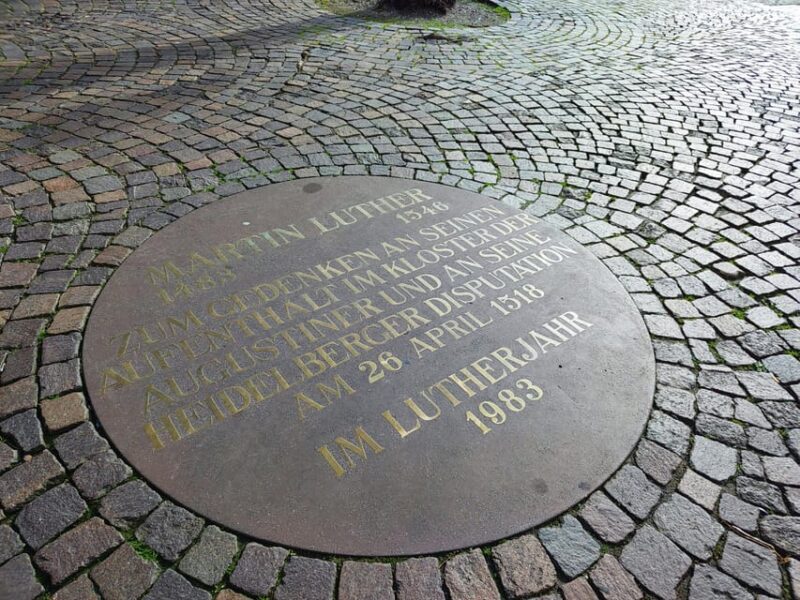 MARTIN LUTHER
1483 1546
ZUM GEDENKEN AN SEINEN
AUFENTHALT IM KLOSTER DER
AUGUSTINER UND AN SEINE
HEIDELBERGER DISPUTATION
AM 26 APRIL 1518
IM LUTHERJAHR
1983